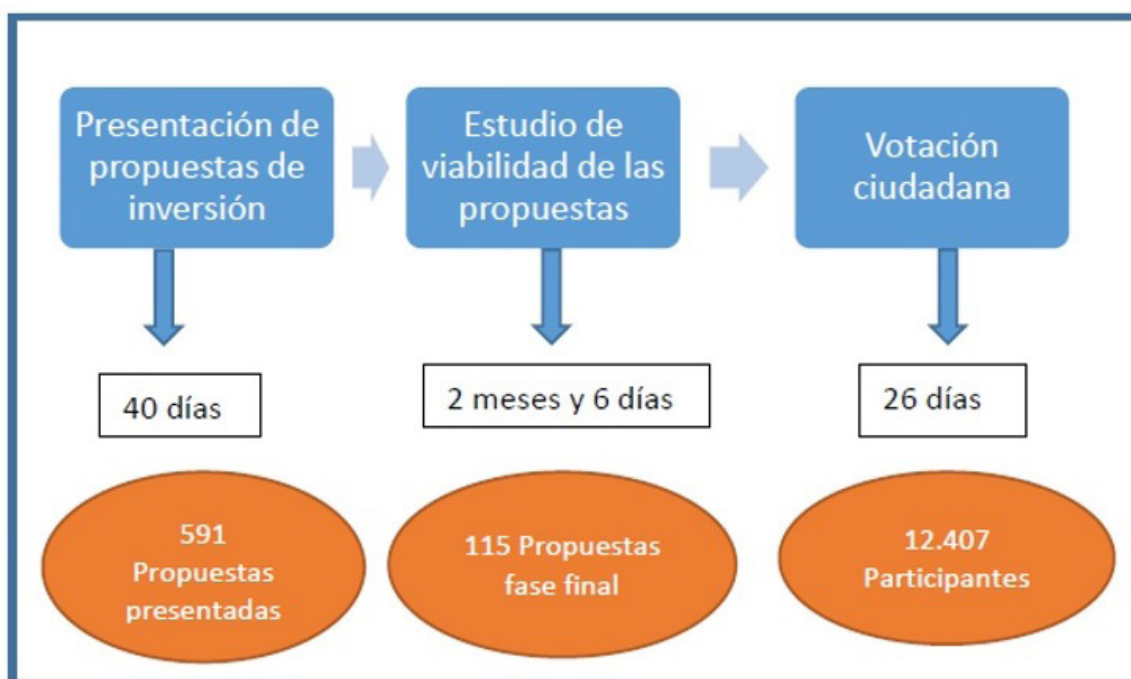 Presentación de
propuestas de
inversión
Estudio de
viabilidad de las
propuestas
Votación
ciudadana
40 días
2 meses y 6 días
26 días
591
Propuestas
presentadas
115 Propuestas
fase final
12.407
Participantes